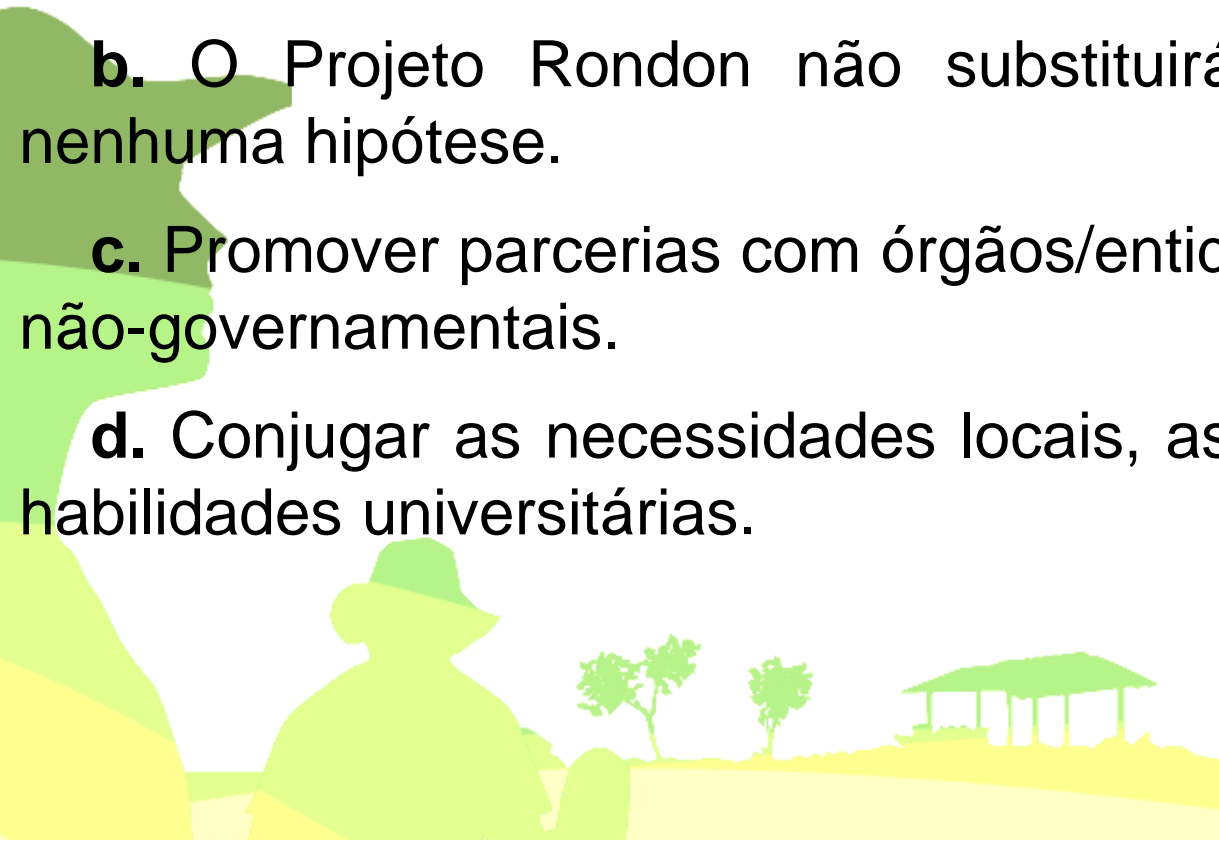 b. O Projeto Rondon não substituirá
nenhuma hipótese.
c. Promover parcerias com órgãos/entid
não-governamentais.
d. Conjugar as necessidades locais, as
habilidades universitárias.